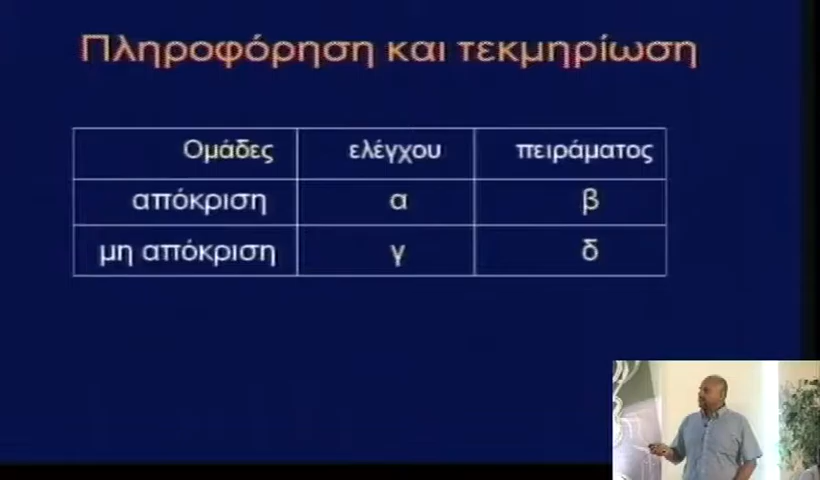 Πληροφόρηση και τεκμηρίωση
Ομάδες ελέγχου πειράματος
απόκριση α β
μη απόκριση γ δ